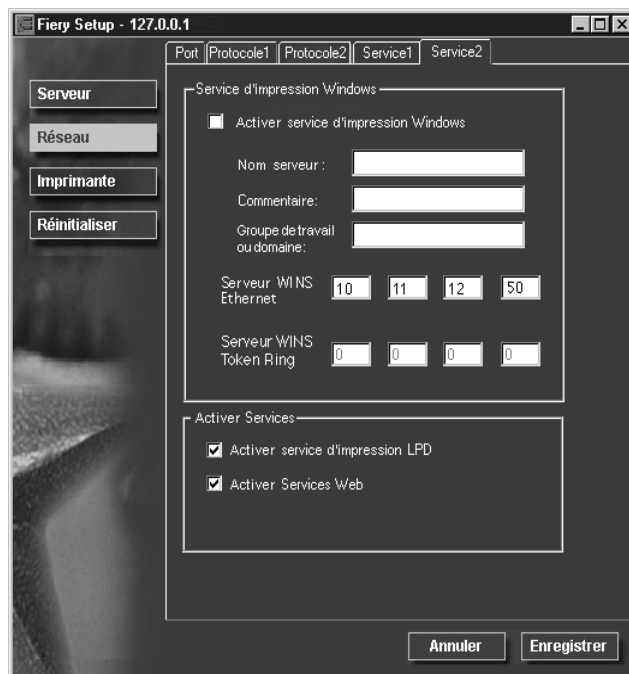 Fiery Setup - 127.0.0.1
Port Protocole1 Protocole2 Service1 Service2
Serveur
Réseau
Imprimante
Réinitialiser
Service d'impression Windows
Activer service d'impression Windows
Nom serveur :
Commentaire:
Groupe de travail
ou domaine:
Serveur WINS
Ethernet
10 11 12 50
Serveur WINS
Token Ring
0 0 0 0
Activer Services
Activer service d'impression LPD
Activer Services Web
Annuler Enregistrer